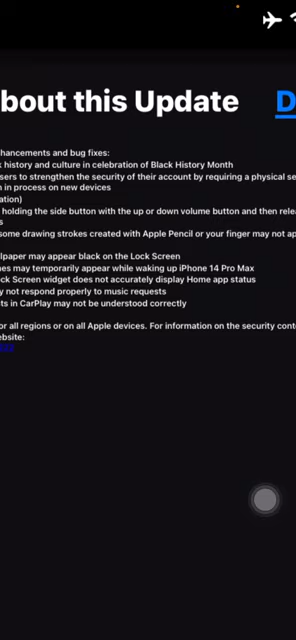 bout this Update D
hancements and bug fixes:
k history and culture in celebration of Black History Month
sers to strengthen the security of their account by requiring a physical se
n in process on new devices
ation)
holding the side button with the up or down volume button and then rele
s
some drawing strokes created with Apple Pencil or your finger may not ap
llpaper may appear black on the Lock Screen
nes may temporarily appear while waking up iPhone 14 Pro Max
ck Screen widget does not accurately display Home app status
y not respond properly to music requests
ts in CarPlay may not be understood correctly
or all regions or on all Apple devices. For information on the security conte
ebsite: